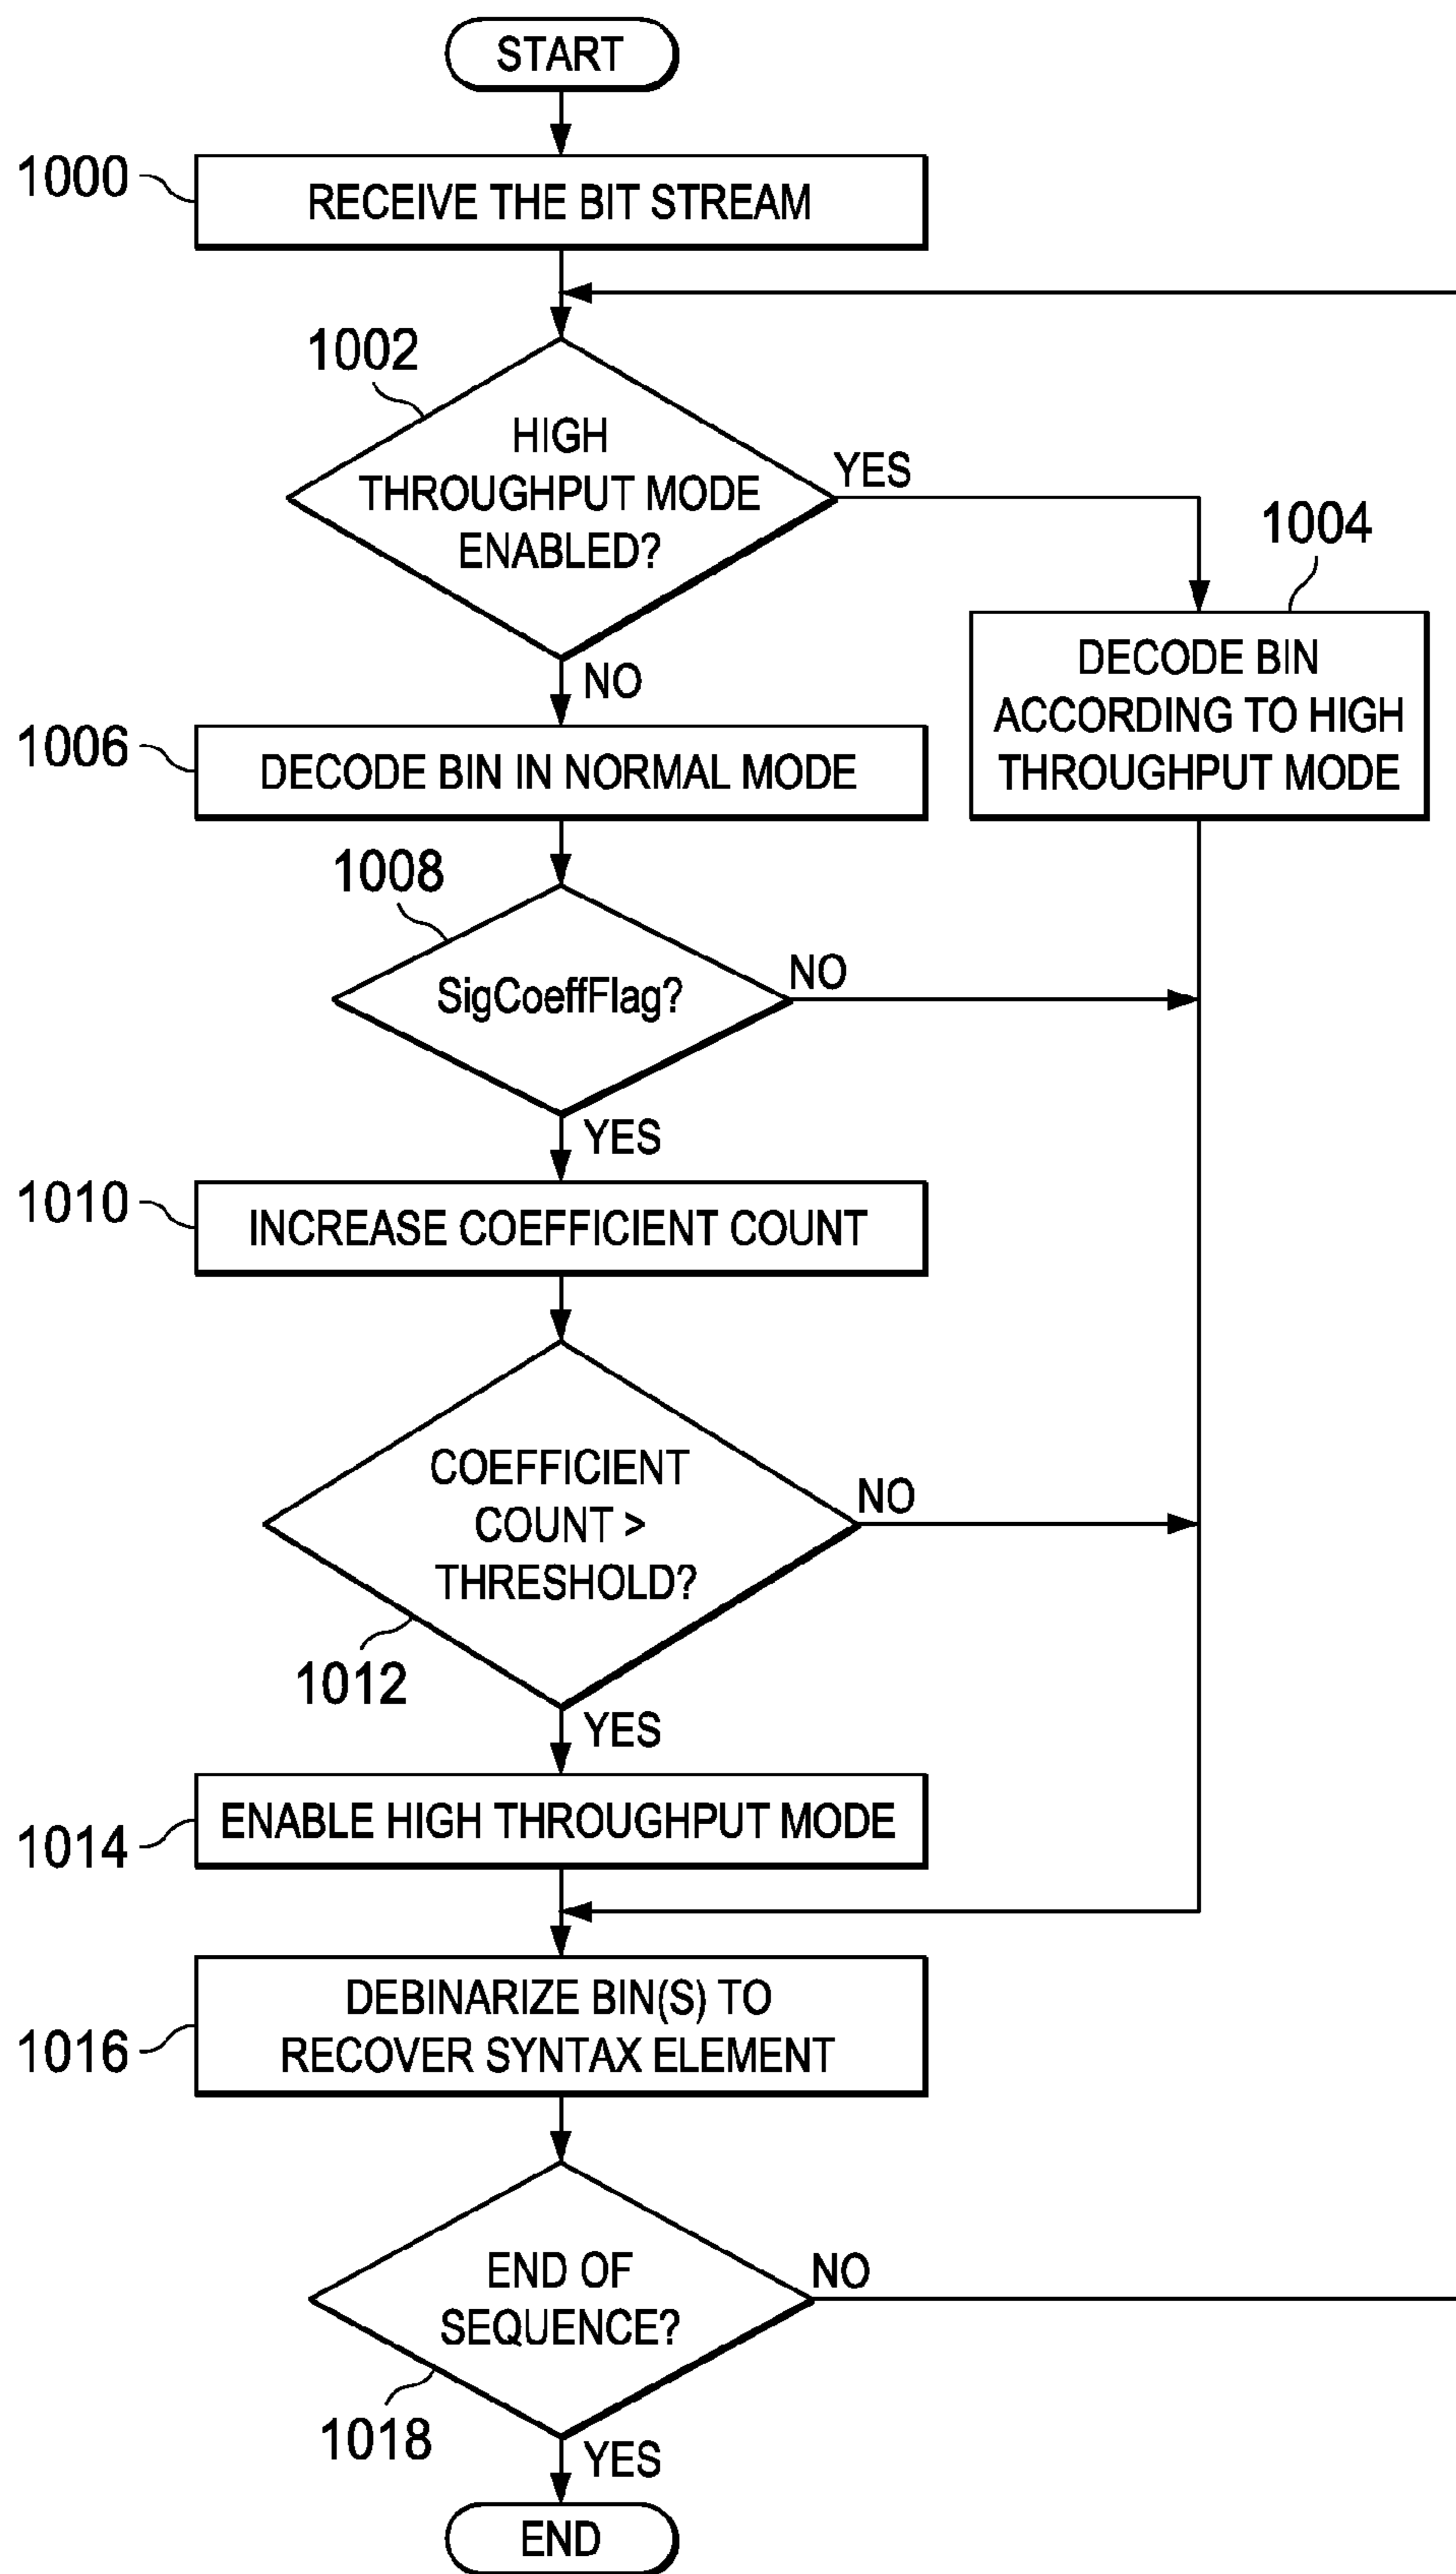 START
1000
RECEIVE THE BIT STREAM
1002
HIGH
THROUGHPUT MODE
ENABLED?
YES
1004
DECODE BIN
ACCORDING TO HIGH
THROUGHPUT MODE
NO
1006
DECODE BIN IN NORMAL MODE
1008
SigCoeffFlag?
NO
YES
1010
INCREASE COEFFICIENT COUNT
COEFFICIENT
COUNT >
THRESHOLD?
NO
1012
YES
ENABLE HIGH THROUGHPUT MODE
1014
DEBINARIZE BIN(S) TO
RECOVER SYNTAX ELEMENT
1016
END OF
SEQUENCE?
NO
1018
YES
END